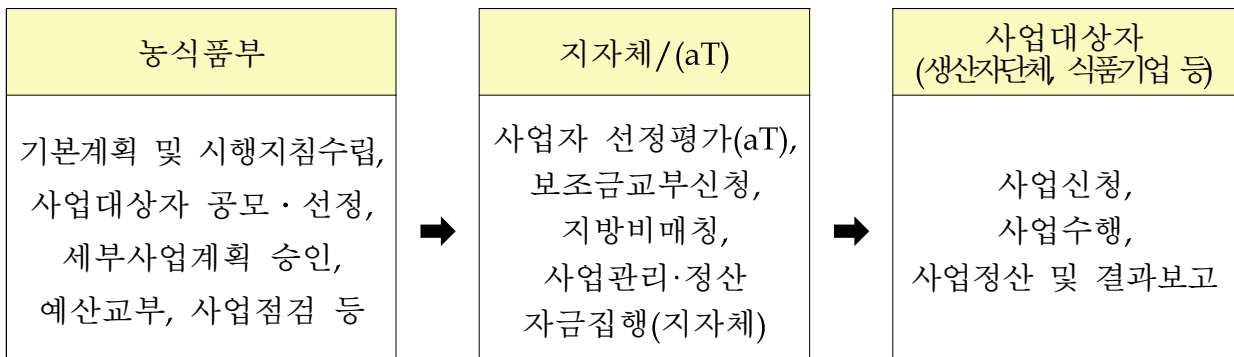 농식품부
기본계획 및 시행지침수립,
사업대상자 공모·선정,
세부사업계획 승인,
예산교부, 사업점검 등
지자체/(aT)
사업자 선정평가(aT),
보조금교부신청,
지방비매칭,
사업관리·정산
자금집행(지자체)
사업대상자
(생산자단체, 식품기업 등)
사업신청,
사업수행,
사업정산 및 결과보고